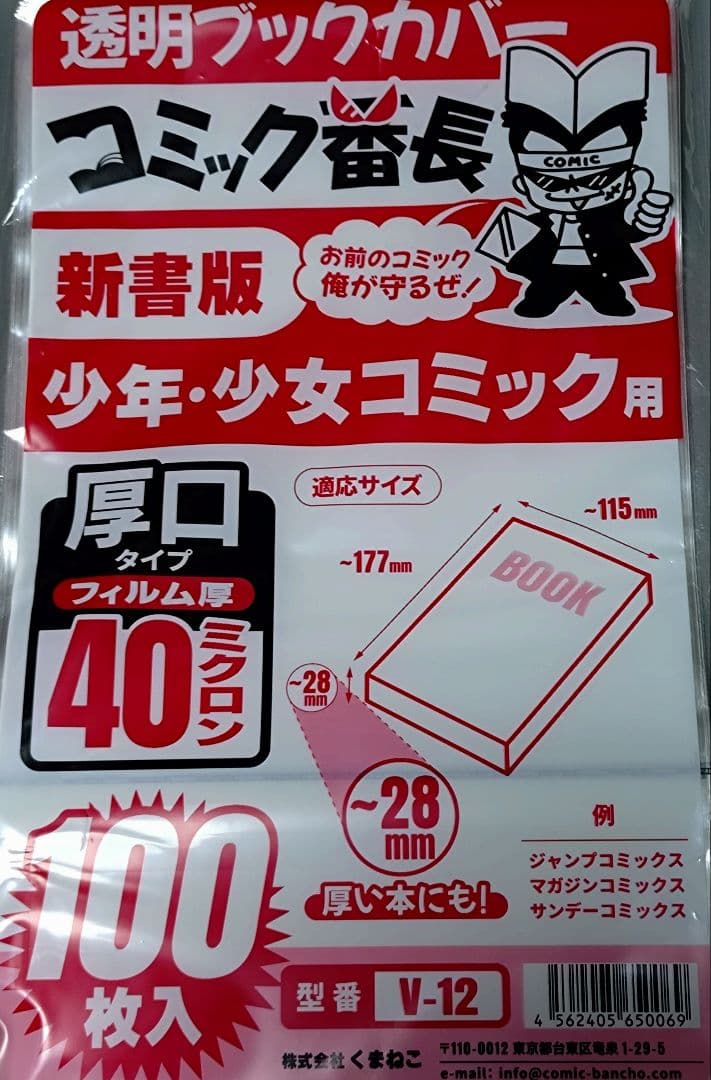 透明ブックカバー
コミック番長
COMIC
新書版
お前のコミック
俺が守るぜ!
少年・少女コミック用
厚口
タイプ
フィルム厚
40ミクロン
適応サイズ
~115mm
~177mm
BOOK
~28
mm
~28
mm
厚い本にも!
例
ジャンプコミックス
マガジンコミックス
サンデーコミックス
100
枚入
型番 V-12
4 562405 650069
株式会社 くまねこ
〒110-0012 東京都台東区竜泉 1-29-5
e-mail: info@comic-bancho.com